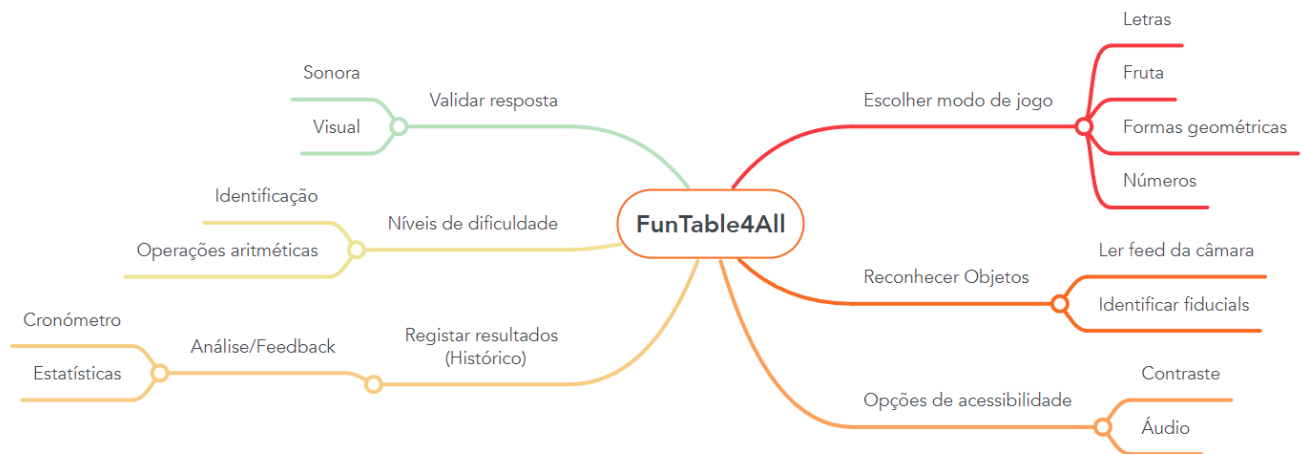 FunTable4All
Escolher modo de jogo
Letras
Fruta
Formas geométricas
Números
Reconhecer Objetos
Ler feed da câmara
Identificar fiducials
Opções de acessibilidade
Contraste
Áudio
Validar resposta
Sonora
Visual
Níveis de dificuldade
Identificação
Operações aritméticas
Registar resultados
(Histórico)
Análise/Feedback
Cronómetro
Estatísticas